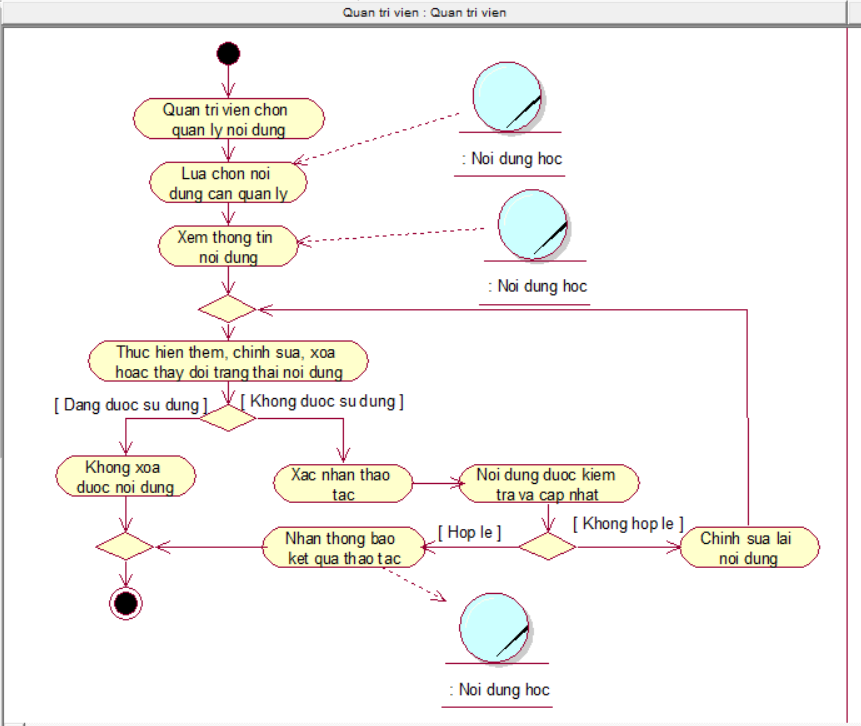 Quan tri vien : Quan tri vien
Quan tri vien chon
quan ly noi dung
: Noi dung hoc
Lua chon noi
dung can quan ly
Xem thong tin
noi dung
: Noi dung hoc
Thuc hien them, chinh sua, xoa
hoac thay doi trang thai noi dung
[ Dang duoc su dung ]
[ Khong duoc su dung ]
Khong xoa
duoc noi dung
Xac nhan thao
tac
Noi dung duoc kiem
tra va cap nhat
[ Khong hop le ]
[ Hop le ]
Nhan thong bao
ket qua thao tac
Chinh sua lai
noi dung
: Noi dung hoc